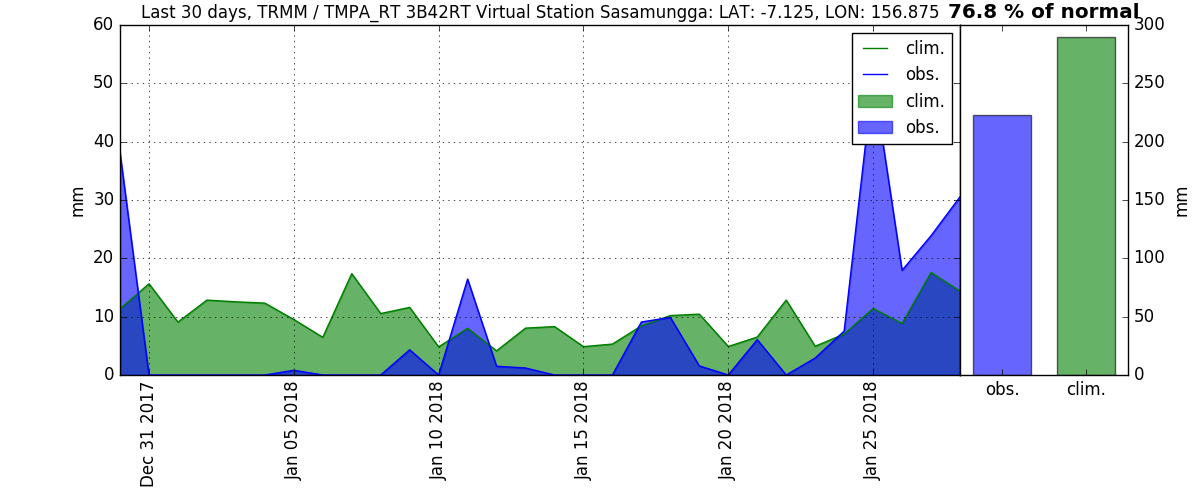 Last 30 days, TRMM / TMPA_RT 3B42RT Virtual Station Sasamungga: LAT: -7.125, LON: 156.875 76.8 % of normal
60
50
40
30
20
10
0
mm
clim.
obs.
clim.
obs.
Dec 31 2017
Jan 05 2018
Jan 10 2018
Jan 15 2018
Jan 20 2018
Jan 25 2018
300
250
200
150
100
50
0
mm
obs.
clim.